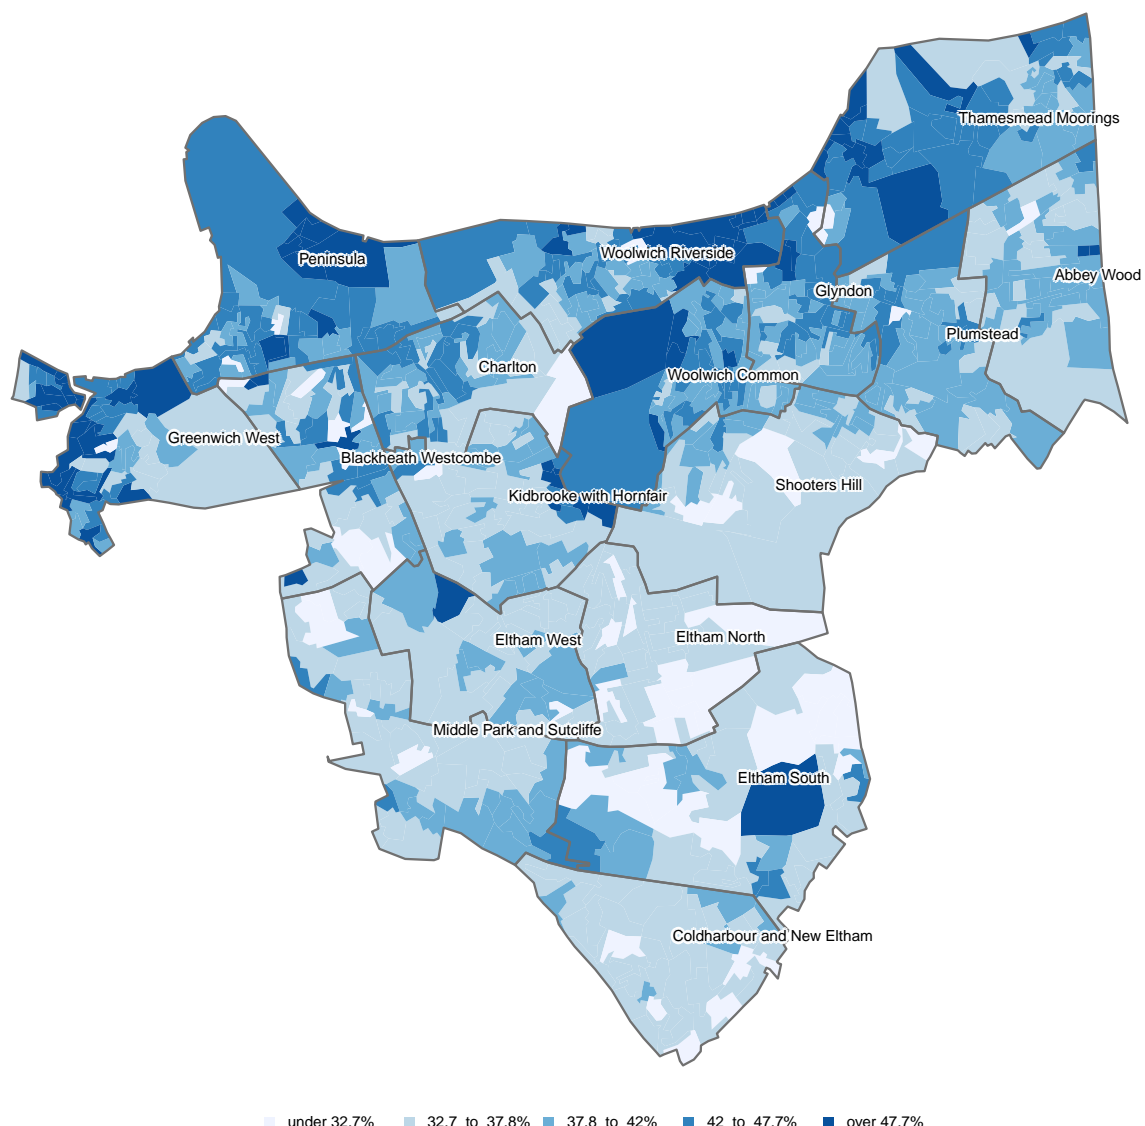 Thamesmead Moorings
Peninsula
Woolwich Riverside
Abbey Wood
Glyndon
Plumstead
Charlton
Woolwich Common
Greenwich West
Blackheath Westcombe
Shooters Hill
Kidbrooke with Hornfair
Eltham West
Eltham North
Middle Park and Sutcliffe
Eltham South
Coldharbour and New Eltham
under 32.7% 32.7 to 37.8% 37.8 to 42% 42 to 47.7% over 47.7%